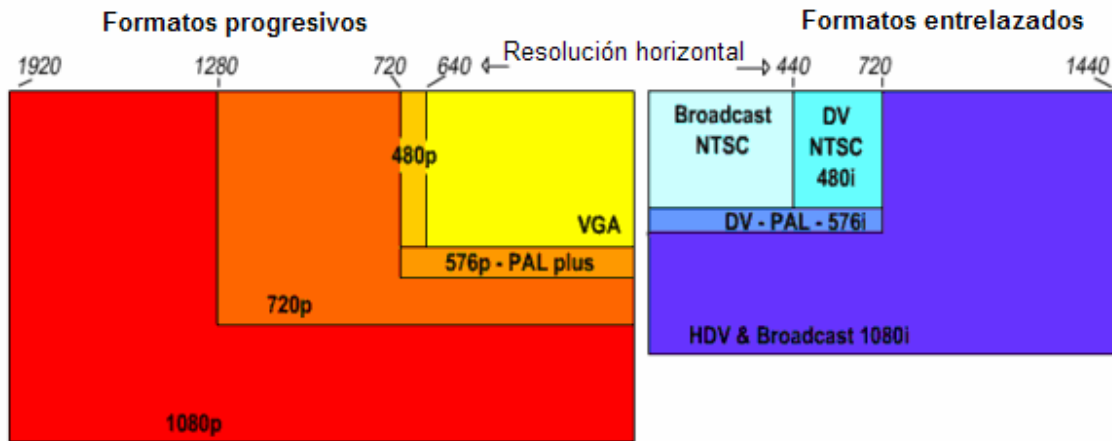 Formatos progresivos
Formatos entrelazados
Resolución horizontal
1920 1280 720 640 440 720 1440
Broadcast
NTSC
DV
NTSC
480i
480p
VGA
DV - PAL - 576i
576p - PAL plus
720p
HDV & Broadcast 1080i
1080p